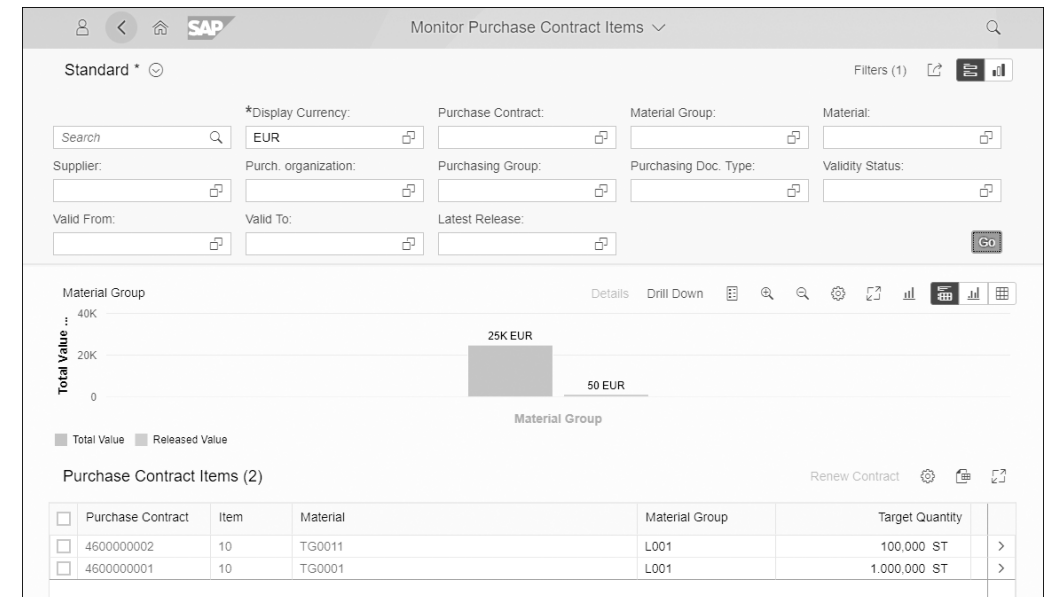 SAP Monitor Purchase Contract Items
Standard *
Filters (1)
*Display Currency: Purchase Contract: Material Group: Material:
Search EUR
Supplier: Purch. organization: Purchasing Group: Purchasing Doc. Type: Validity Status:
Valid From: Valid To: Latest Release:
Go
Material Group Details Drill Down
40K
25K EUR
20K
50 EUR
0
Total Value ...
Material Group
Total Value Released Value
Purchase Contract Items (2) Renew Contract
Purchase Contract Item Material Material Group Target Quantity
4600000002 10 TG0011 L001 100,000 ST
4600000001 10 TG0001 L001 1.000,000 ST